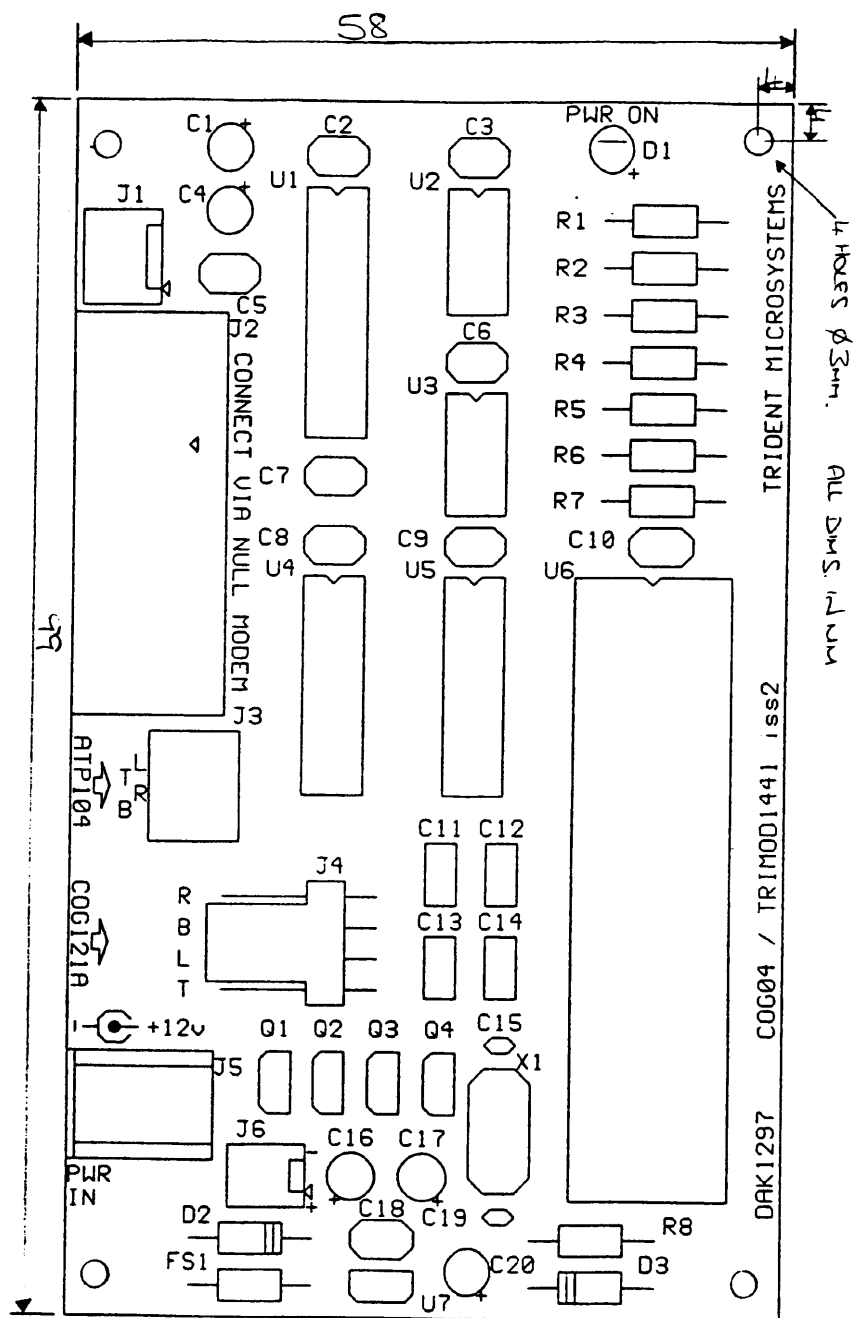 58
4
4
PWR ON
C1 +
C2
C3
D1
+
J1
C4 +
U1
U2
R1
R2
R3
R4
R5
R6
R7
C5
J2
C6
U3
CONNECT VIA NULL MODEM
TRIDENT MICROSYSTEMS
4 HOLES Ø3MM.
ALL DIMS. IN MM
C7
C8
C9
C10
U4
U5
U6
99
J3
ATP104
L
T
R
B
C11 C12
J4
R
B
L
T
C13 C14
COG121A
- +12v
Q1 Q2 Q3 Q4
C15
X1
J5
J6
C16 C17
+
+ +
PWR
IN
D2
C18
C19
FS1
U7
C20
+
R8
D3
DAK1297 COG04 / TRIMOD1441 iss2